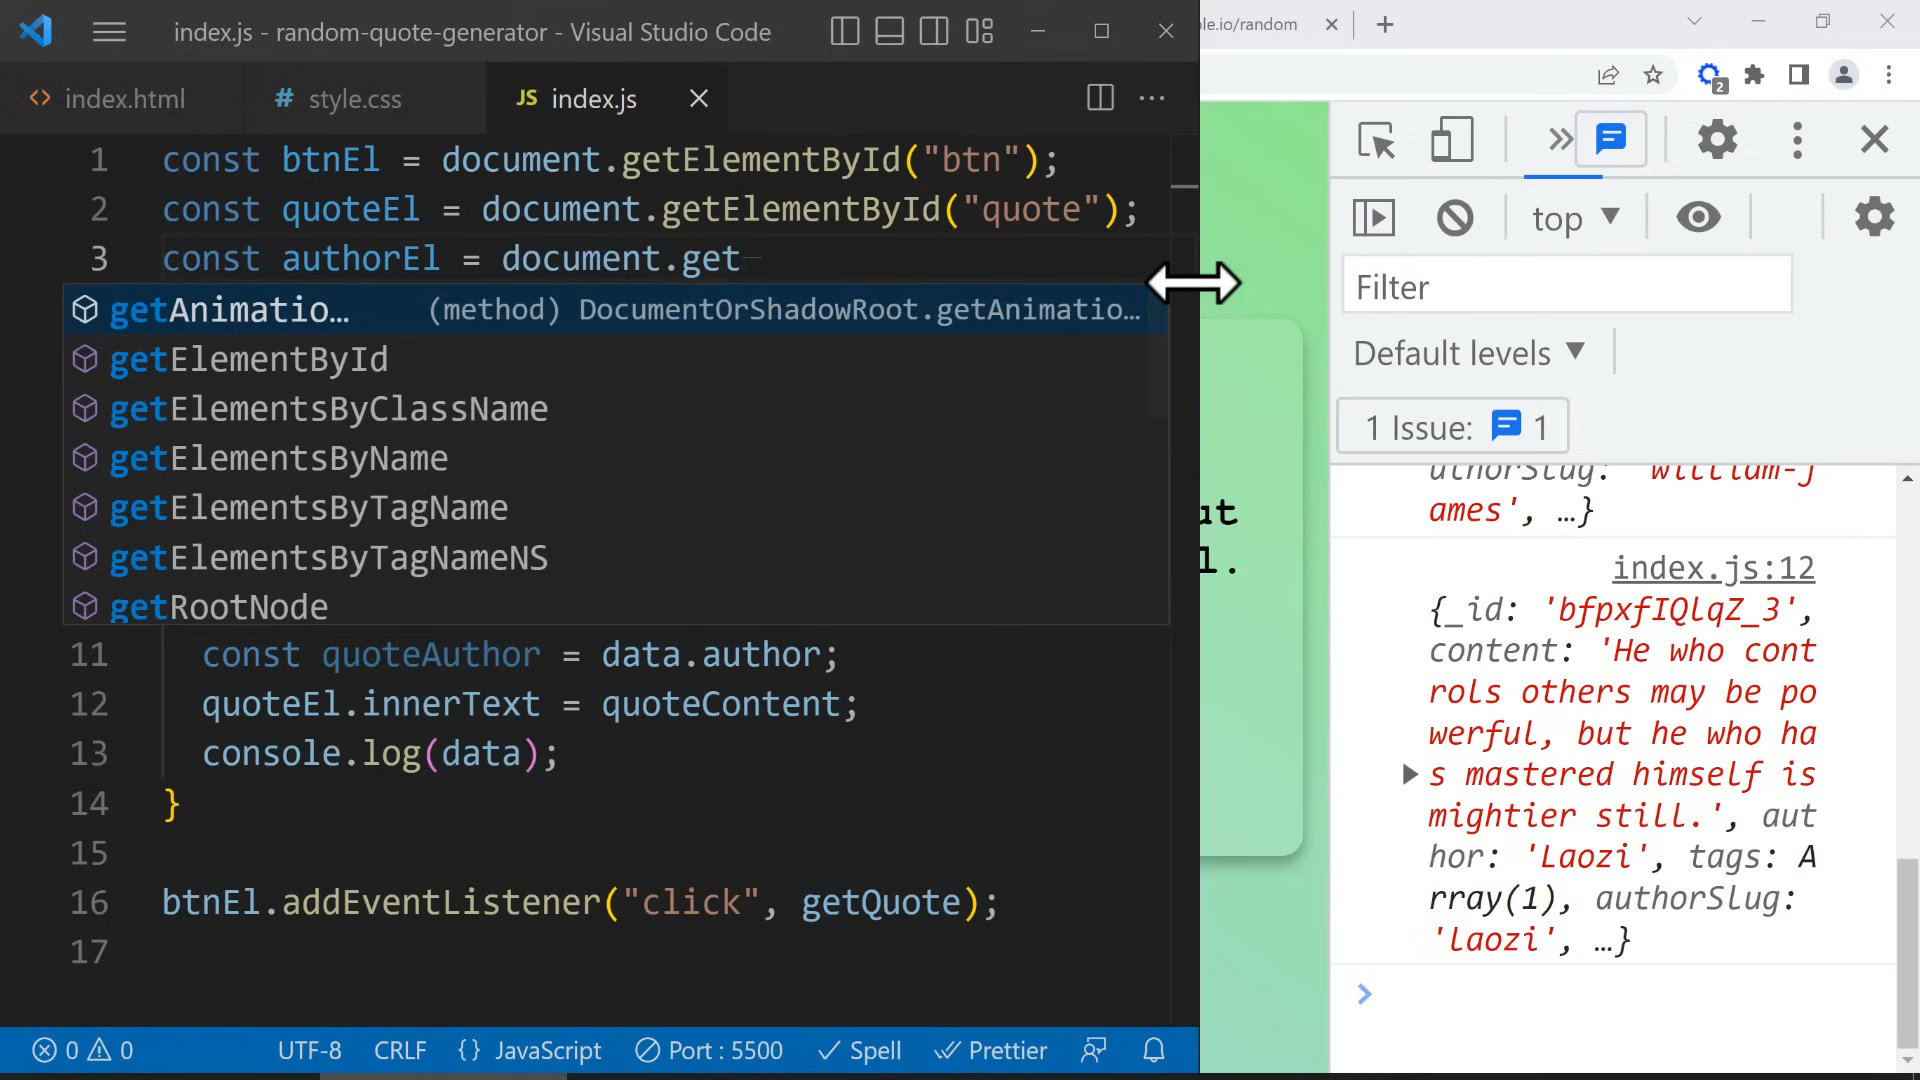 index.js - random-quote-generator - Visual Studio Code
index.html
# style.css
JS index.js
1 const btnEl = document.getElementById("btn");
2 const quoteEl = document.getElementById("quote");
3 const authorEl = document.get
getAnimatio… (method) DocumentOrShadowRoot.getAnimatio…
getElementById
getElementsByClassName
getElementsByName
getElementsByTagName
getElementsByTagNameNS
getRootNode
11 const quoteAuthor = data.author;
12 quoteEl.innerText = quoteContent;
13 console.log(data);
14 }
15
16 btnEl.addEventListener("click", getQuote);
17
0 0 UTF-8 CRLF {} JavaScript Port : 5500 Spell Prettier
le.io/random
2
ut
l.
top
Filter
Default levels
1 Issue: 1
uthorSlug: 'william-j
ames', …}
index.js:12
{_id: 'bfpxfIQlqZ_3',
content: 'He who cont
rols others may be po
werful, but he who ha
s mastered himself is
mightier still.', aut
hor: 'Laozi', tags: A
rray(1), authorSlug:
'laozi', …}